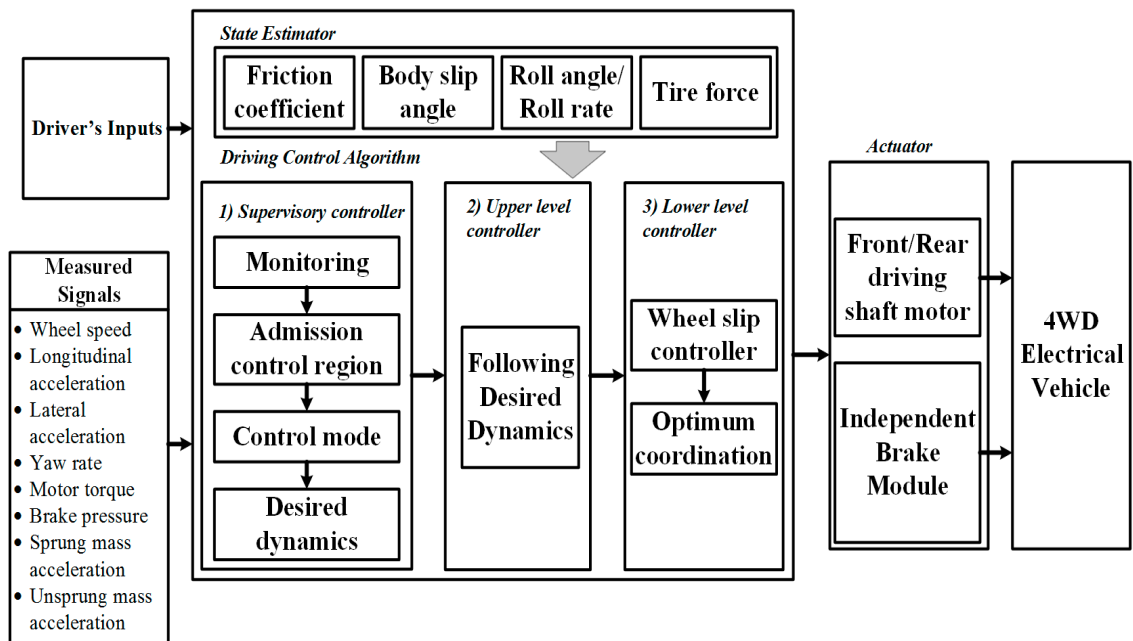 State Estimator
Friction
coefficient
Body slip
angle
Roll angle/
Roll rate
Tire force
Driver's Inputs
Driving Control Algorithm
1) Supervisory controller
Monitoring
Admission
control region
Control mode
Desired
dynamics
2) Upper level
controller
Following
Desired
Dynamics
3) Lower level
controller
Wheel slip
controller
Optimum
coordination
Actuator
Front/Rear
driving
shaft motor
Independent
Brake
Module
4WD
Electrical
Vehicle
Measured
Signals
• Wheel speed
• Longitudinal
acceleration
• Lateral
acceleration
• Yaw rate
• Motor torque
• Brake pressure
• Sprung mass
acceleration
• Unsprung mass
acceleration